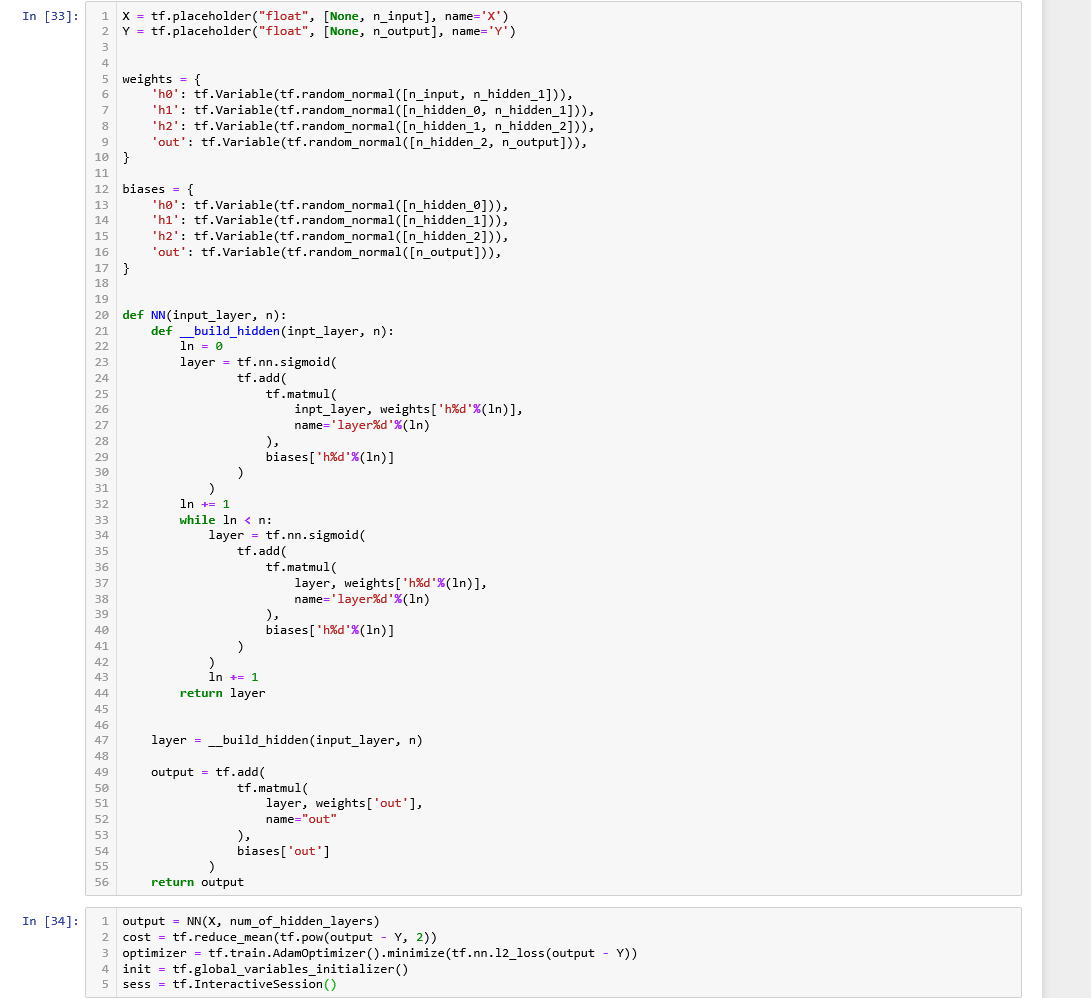 In [33]:
1 X = tf.placeholder("float", [None, n_input], name='X')
2 Y = tf.placeholder("float", [None, n_output], name='Y')
3
4
5 weights = {
6     'h0': tf.Variable(tf.random_normal([n_input, n_hidden_1])),
7     'h1': tf.Variable(tf.random_normal([n_hidden_0, n_hidden_1])),
8     'h2': tf.Variable(tf.random_normal([n_hidden_1, n_hidden_2])),
9     'out': tf.Variable(tf.random_normal([n_hidden_2, n_output])),
10 }
11
12 biases = {
13     'h0': tf.Variable(tf.random_normal([n_hidden_0])),
14     'h1': tf.Variable(tf.random_normal([n_hidden_1])),
15     'h2': tf.Variable(tf.random_normal([n_hidden_2])),
16     'out': tf.Variable(tf.random_normal([n_output])),
17 }
18
19
20 def NN(input_layer, n):
21     def __build_hidden(inpt_layer, n):
22         ln = 0
23         layer = tf.nn.sigmoid(
24                 tf.add(
25                     tf.matmul(
26                         inpt_layer, weights['h%d'%(ln)],
27                         name='layer%d'%(ln)
28                     ),
29                     biases['h%d'%(ln)]
30                 )
31             )
32         ln += 1
33         while ln < n:
34             layer = tf.nn.sigmoid(
35                 tf.add(
36                     tf.matmul(
37                         layer, weights['h%d'%(ln)],
38                         name='layer%d'%(ln)
39                     ),
40                     biases['h%d'%(ln)]
41                 )
42             )
43             ln += 1
44         return layer
45
46
47     layer = __build_hidden(input_layer, n)
48
49     output = tf.add(
50                 tf.matmul(
51                     layer, weights['out'],
52                     name="out"
53                 ),
54                 biases['out']
55             )
56     return output
In [34]:
1 output = NN(X, num_of_hidden_layers)
2 cost = tf.reduce_mean(tf.pow(output - Y, 2))
3 optimizer = tf.train.AdamOptimizer().minimize(tf.nn.l2_loss(output - Y))
4 init = tf.global_variables_initializer()
5 sess = tf.InteractiveSession()